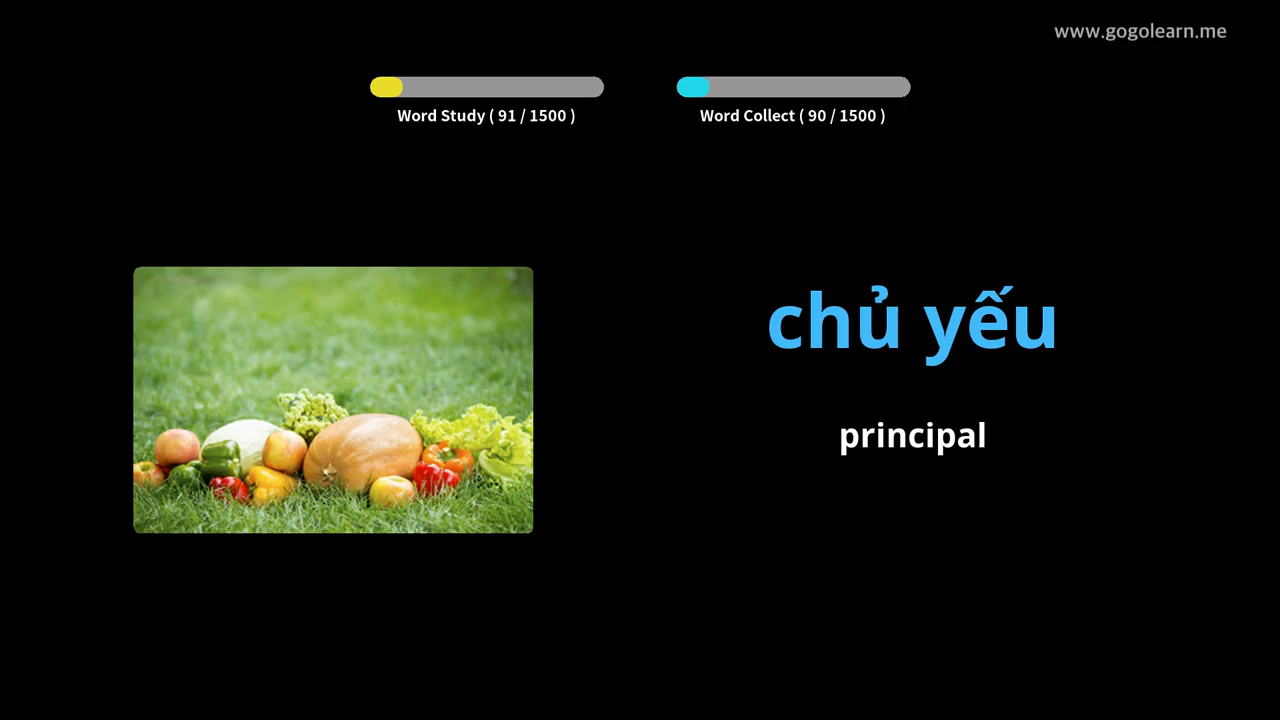 www.gogolearn.me
Word Study ( 91 / 1500 )
Word Collect ( 90 / 1500 )
chủ yếu
principal